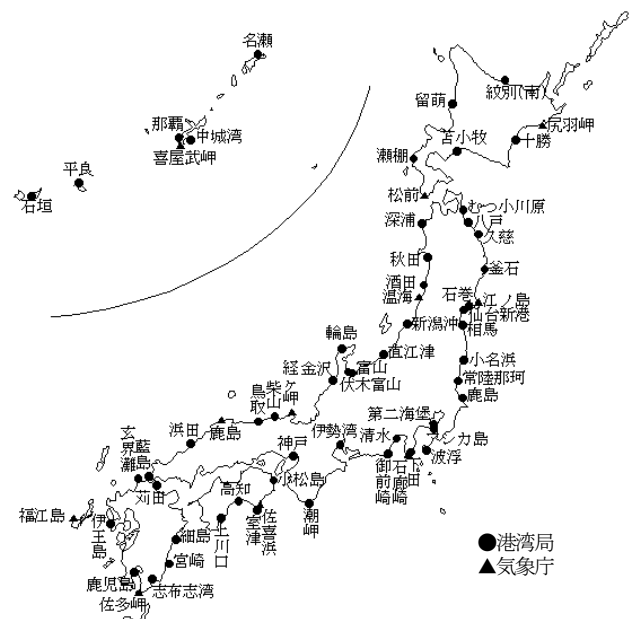 名瀬
那覇
中城湾
喜屋武岬
平良
石垣
紋別(南)
留萌
尻羽岬
苫小牧
十勝
瀬棚
松前
むつ小川原
深浦
八戸
久慈
秋田
釜石
酒田
石巻
江ノ島
温海
仙台新港
新潟沖
相馬
輪島
直江津
小名浜
経ヶ岬
金沢
富山
伏木富山
常陸那珂
鹿島
鳥取
柴山
第二海堡
浜田
鹿島
伊勢湾
清水
シカ島
玄界灘
藍島
神戸
波浮
御前崎
石廊崎
下田
苅田
高知
小松島
福江島
伊王島
室津
佐喜浜
潮岬
細島
上川口
宮崎
鹿児島
志布志湾
佐多岬
●港湾局
▲気象庁